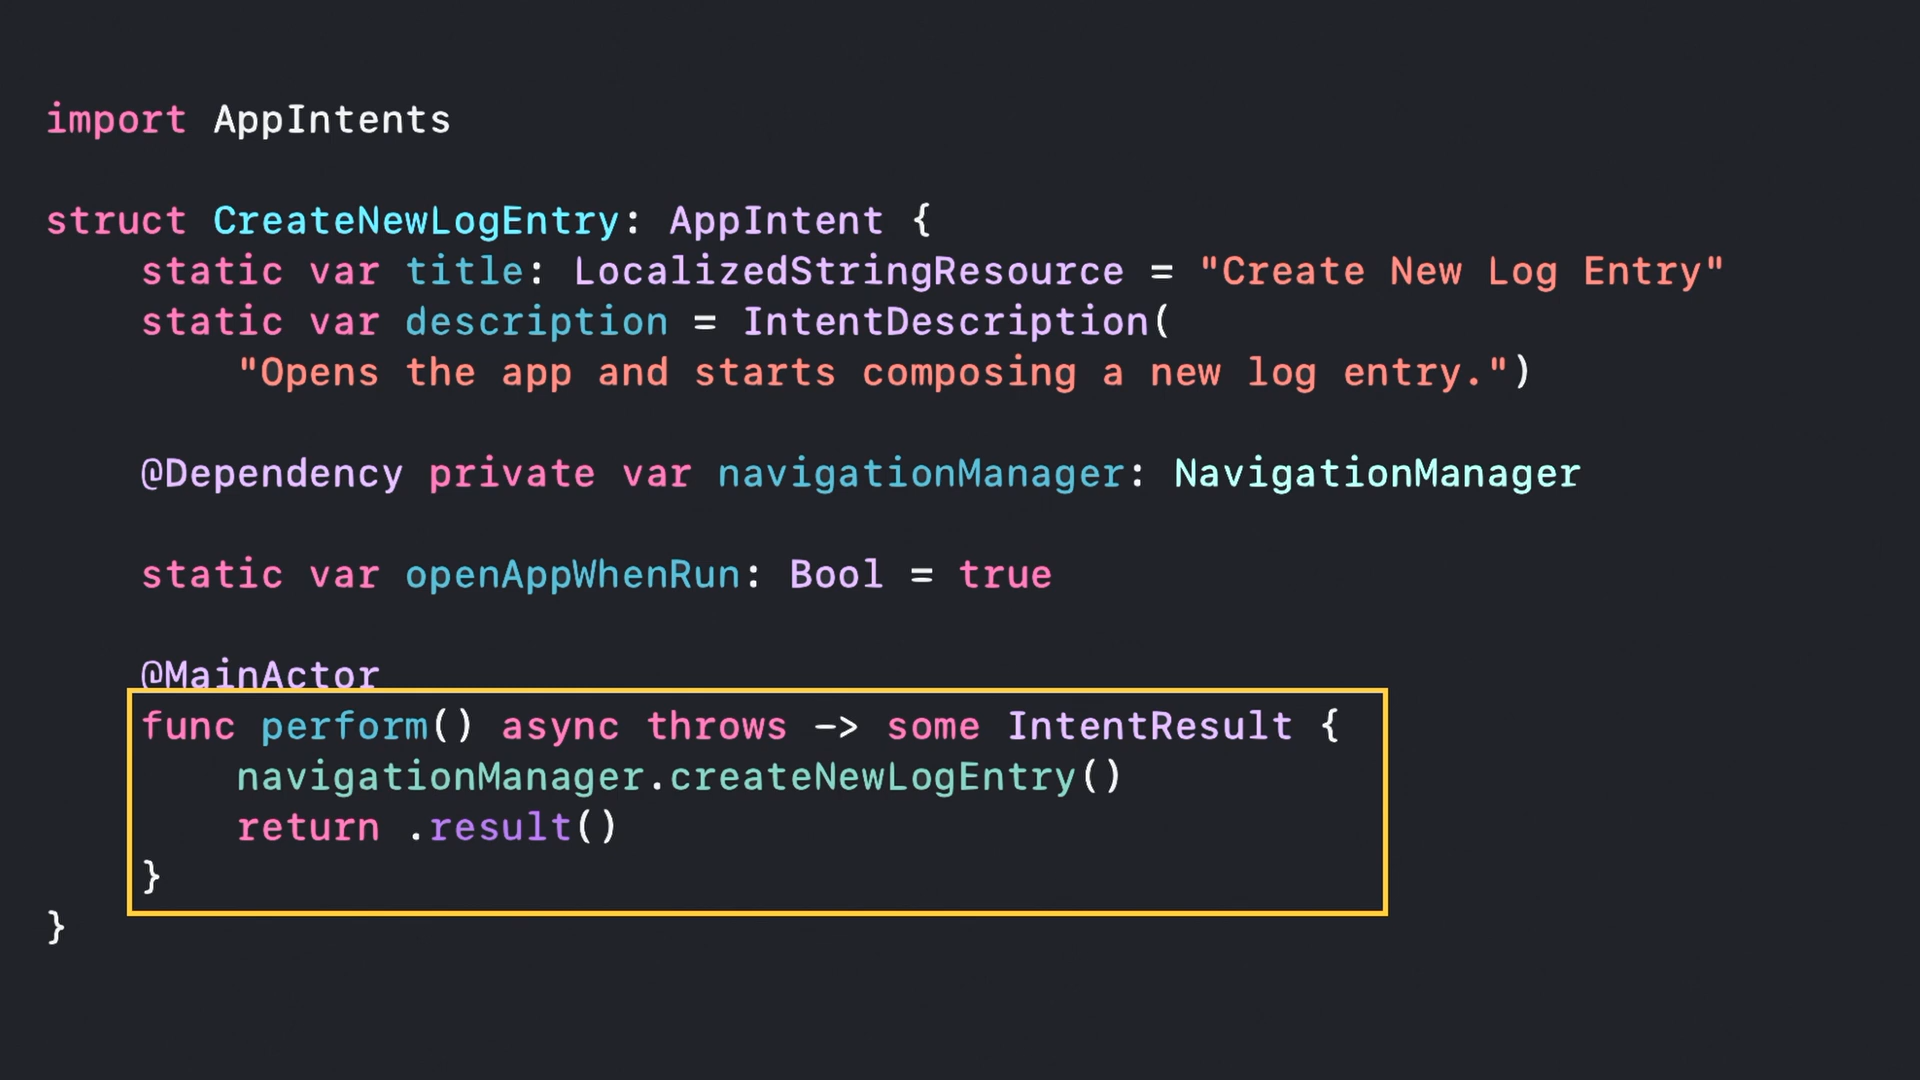 import AppIntents
struct CreateNewLogEntry: AppIntent {
    static var title: LocalizedStringResource = "Create New Log Entry"
    static var description = IntentDescription(
        "Opens the app and starts composing a new log entry.")
    @Dependency private var navigationManager: NavigationManager
    static var openAppWhenRun: Bool = true
    @MainActor
    func perform() async throws -> some IntentResult {
        navigationManager.createNewLogEntry()
        return .result()
    }
}